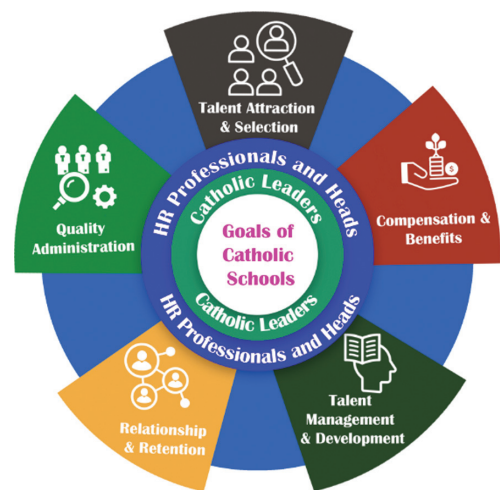 Talent Attraction
& Selection
Compensation &
Benefits
Talent
Management
& Development
Relationship
& Retention
Quality
Administration
HR Professionals and Heads
Catholic Leaders
Goals of
Catholic
Schools
Catholic Leaders
HR Professionals and Heads